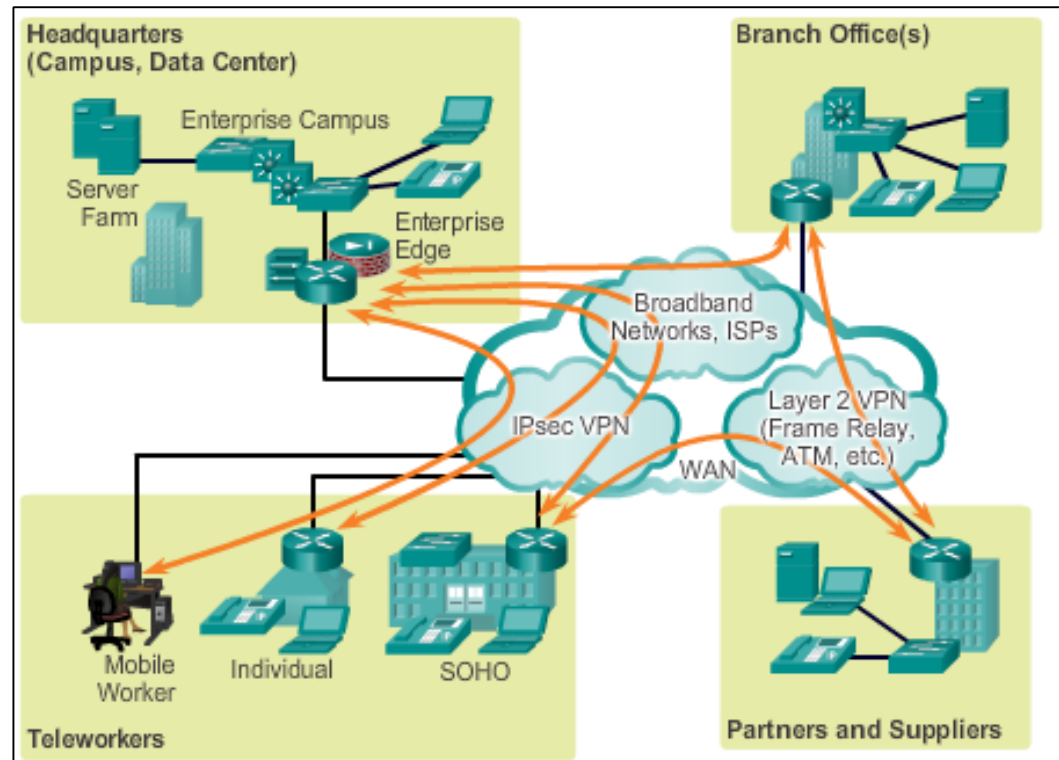 Headquarters
(Campus, Data Center)
Enterprise Campus
Server
Farm
Enterprise
Edge
Branch Office(s)
Broadband
Networks, ISPs
IPsec VPN
Layer 2 VPN
(Frame Relay,
ATM, etc.)
WAN
Mobile
Worker
Individual
SOHO
Teleworkers
Partners and Suppliers